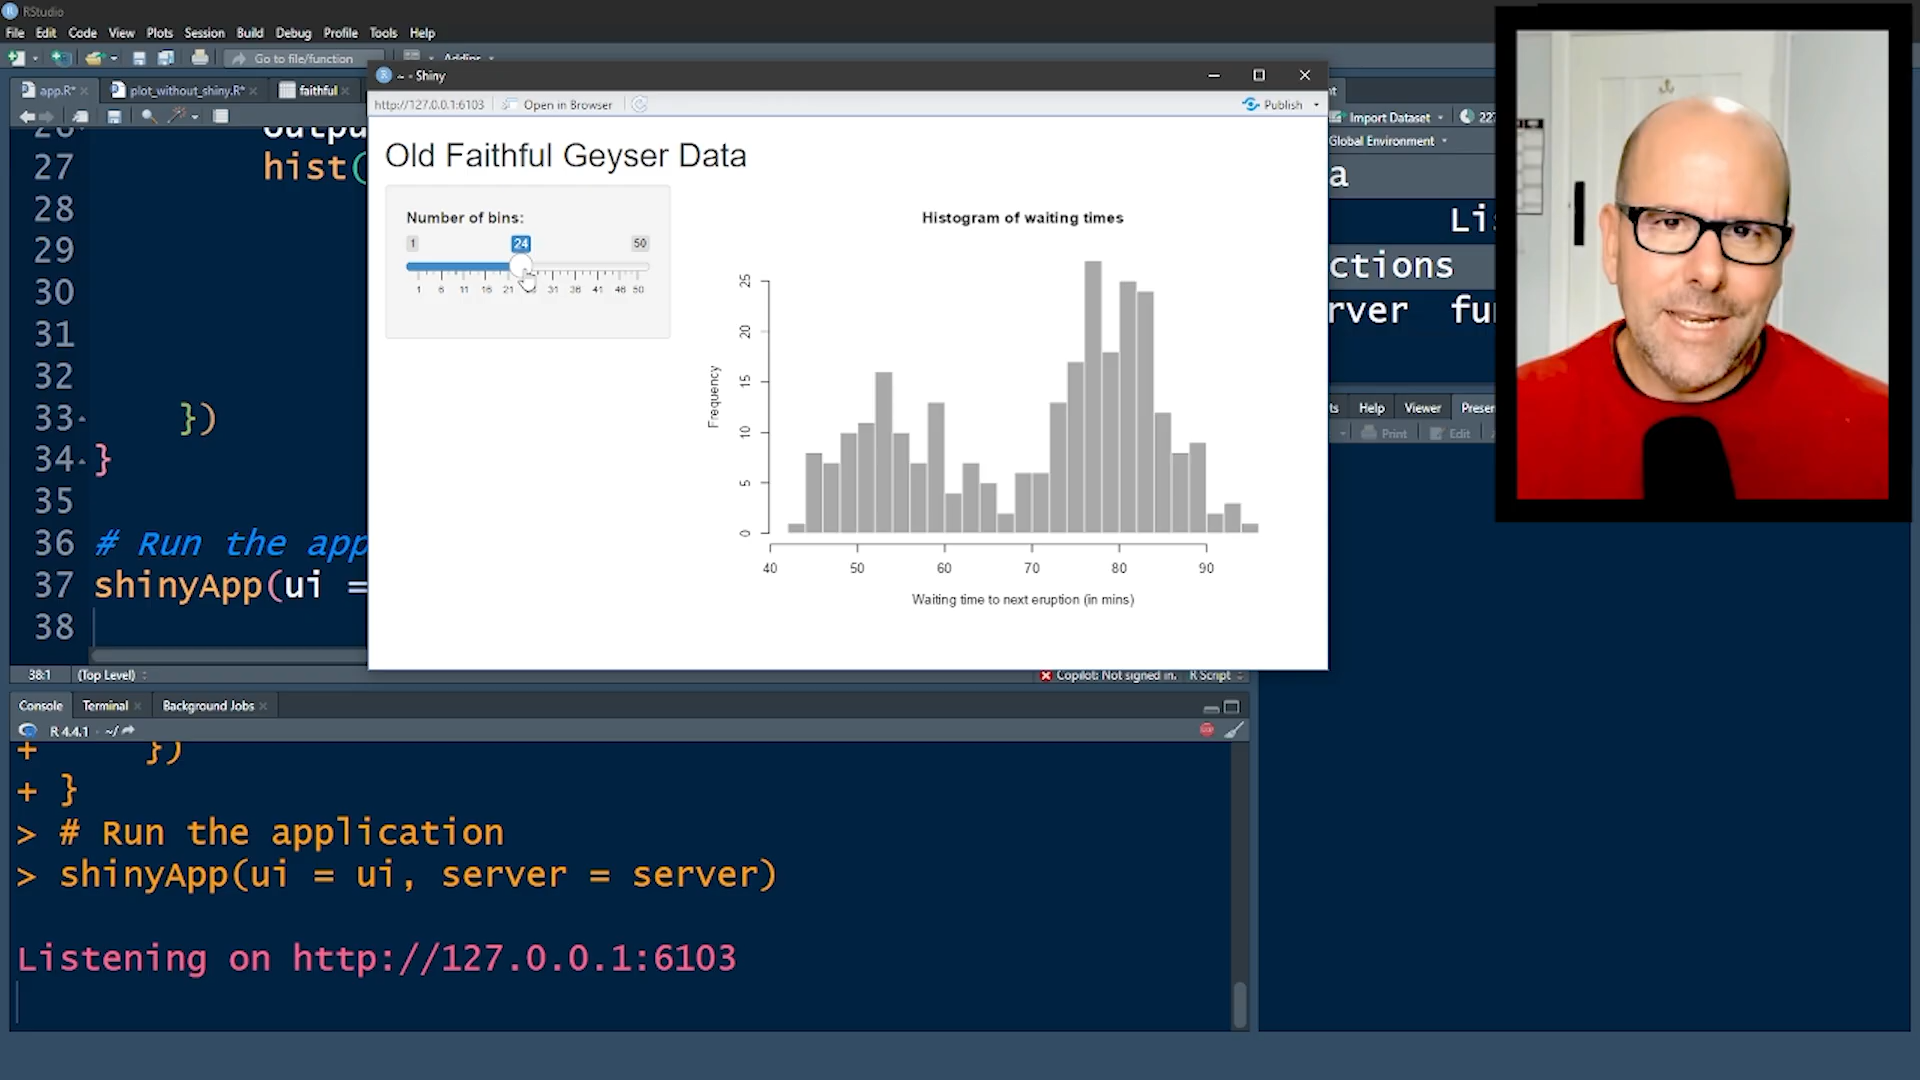 RStudio
File Edit Code View Plots Session Build Debug Profile Tools Help
Go to file/function
Addins
app.R* plot_without_shiny.R* faithful
~ - Shiny
http://127.0.0.1:6103 Open in Browser Publish
Import Dataset
Global Environment
Old Faithful Geyser Data
Number of bins:
1 24 50
1 6 11 16 21 31 36 41 46 50
Histogram of waiting times
Frequency
0 5 10 15 20 25
40 50 60 70 80 90
Waiting time to next eruption (in mins)
26
27 hist(
28
29
30
31
32
33 })
34 }
35
36 # Run the app
37 shinyApp(ui =
38
38:1 (Top Level)
Copilot: Not signed in. R Script
Help Viewer
Print Edit
Console Terminal Background Jobs
R 4.4.1 · ~/
+ })
+ }
> # Run the application
> shinyApp(ui = ui, server = server)
Listening on http://127.0.0.1:6103